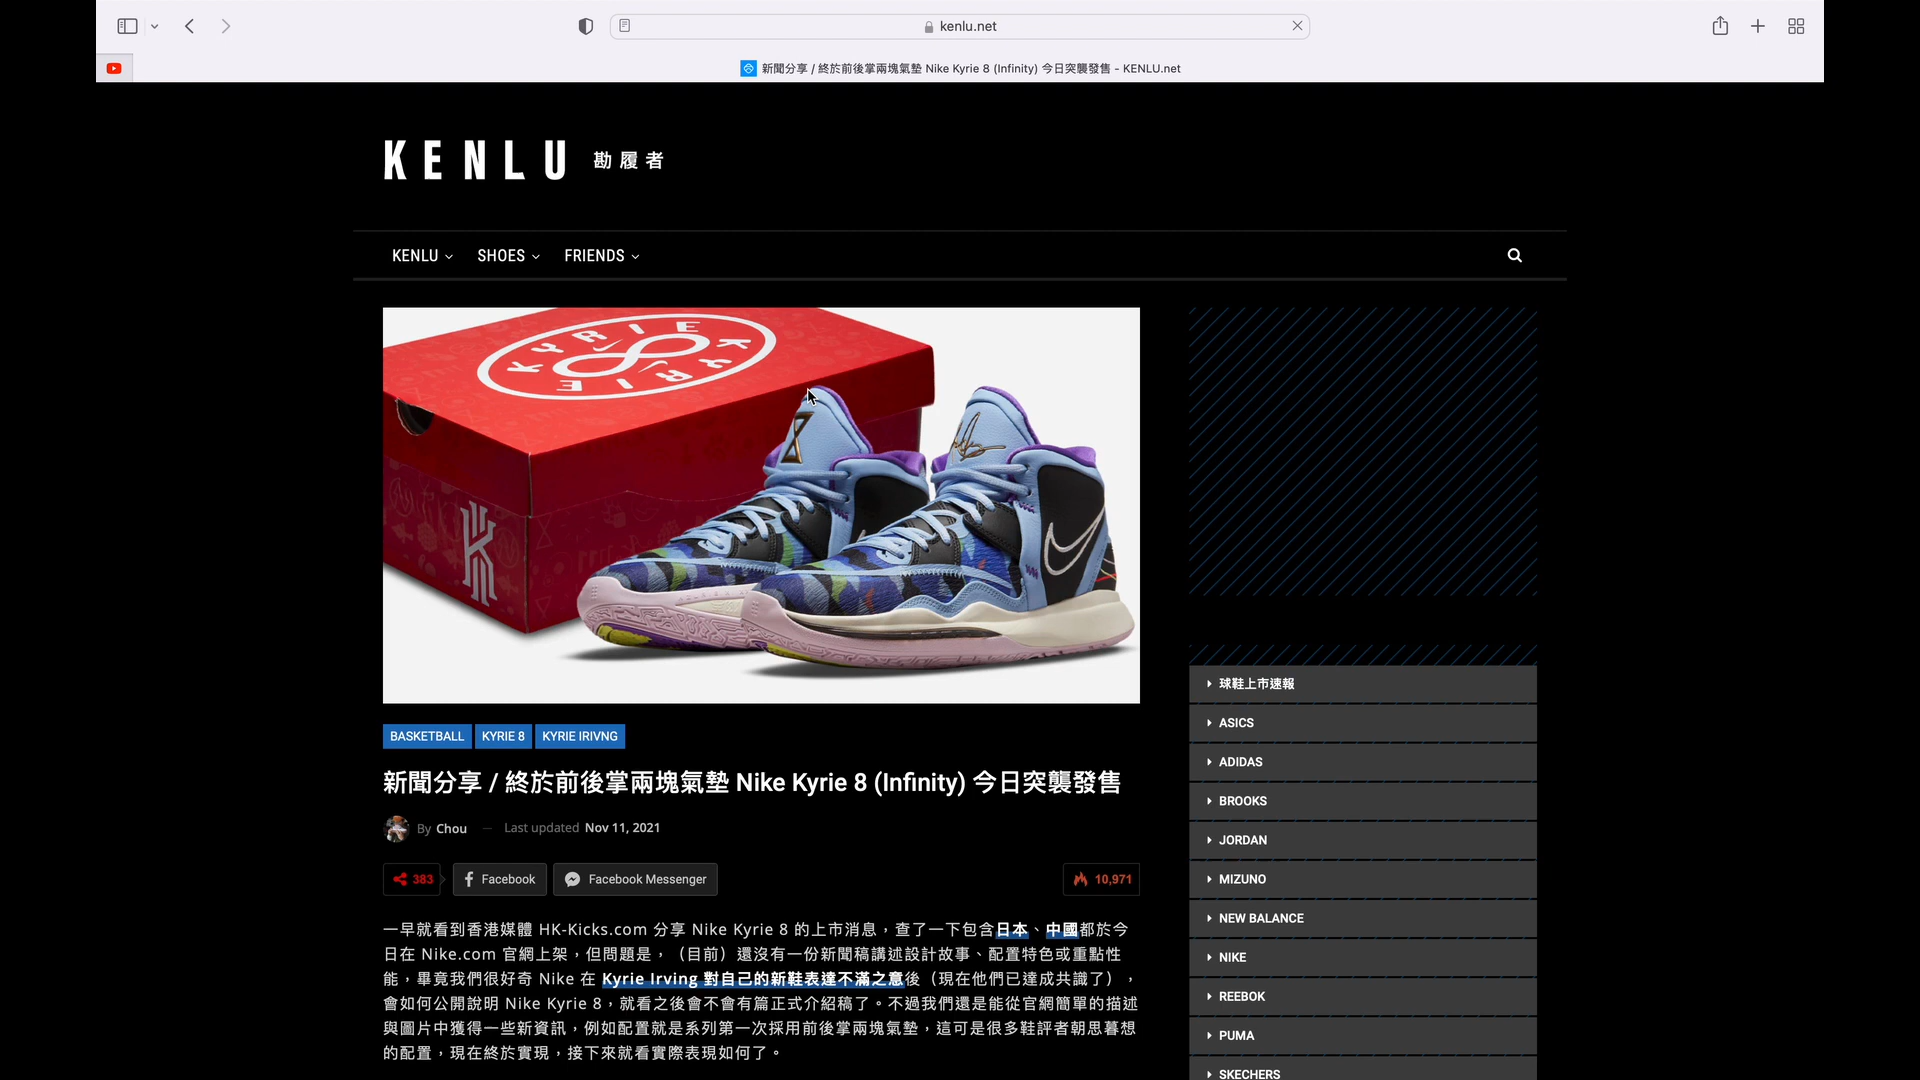 kenlu.net
新聞分享 / 終於前後掌兩塊氣墊 Nike Kyrie 8 (Infinity) 今日突襲發售 - KENLU.net
KENLU 勘履者
KENLU
SHOES
FRIENDS
KYRIE KYRIE
BASKETBALL
KYRIE 8
KYRIE IRIVNG
新聞分享 / 終於前後掌兩塊氣墊 Nike Kyrie 8 (Infinity) 今日突襲發售
By Chou — Last updated Nov 11, 2021
383
Facebook
Facebook Messenger
10,971
一早就看到香港媒體 HK-Kicks.com 分享 Nike Kyrie 8 的上市消息，查了一下包含日本、中國都於今
日在 Nike.com 官網上架，但問題是，（目前）還沒有一份新聞稿講述設計故事、配置特色或重點性
能，畢竟我們很好奇 Nike 在 Kyrie Irving 對自己的新鞋表達不滿之意後（現在他們已達成共識了），
會如何公開說明 Nike Kyrie 8，就看之後會不會有篇正式介紹稿了。不過我們還是能從官網簡單的描述
與圖片中獲得一些新資訊，例如配置就是系列第一次採用前後掌兩塊氣墊，這可是很多鞋評者朝思暮想
的配置，現在終於實現，接下來就看實際表現如何了。
球鞋上市速報
ASICS
ADIDAS
BROOKS
JORDAN
MIZUNO
NEW BALANCE
NIKE
REEBOK
PUMA
SKECHERS